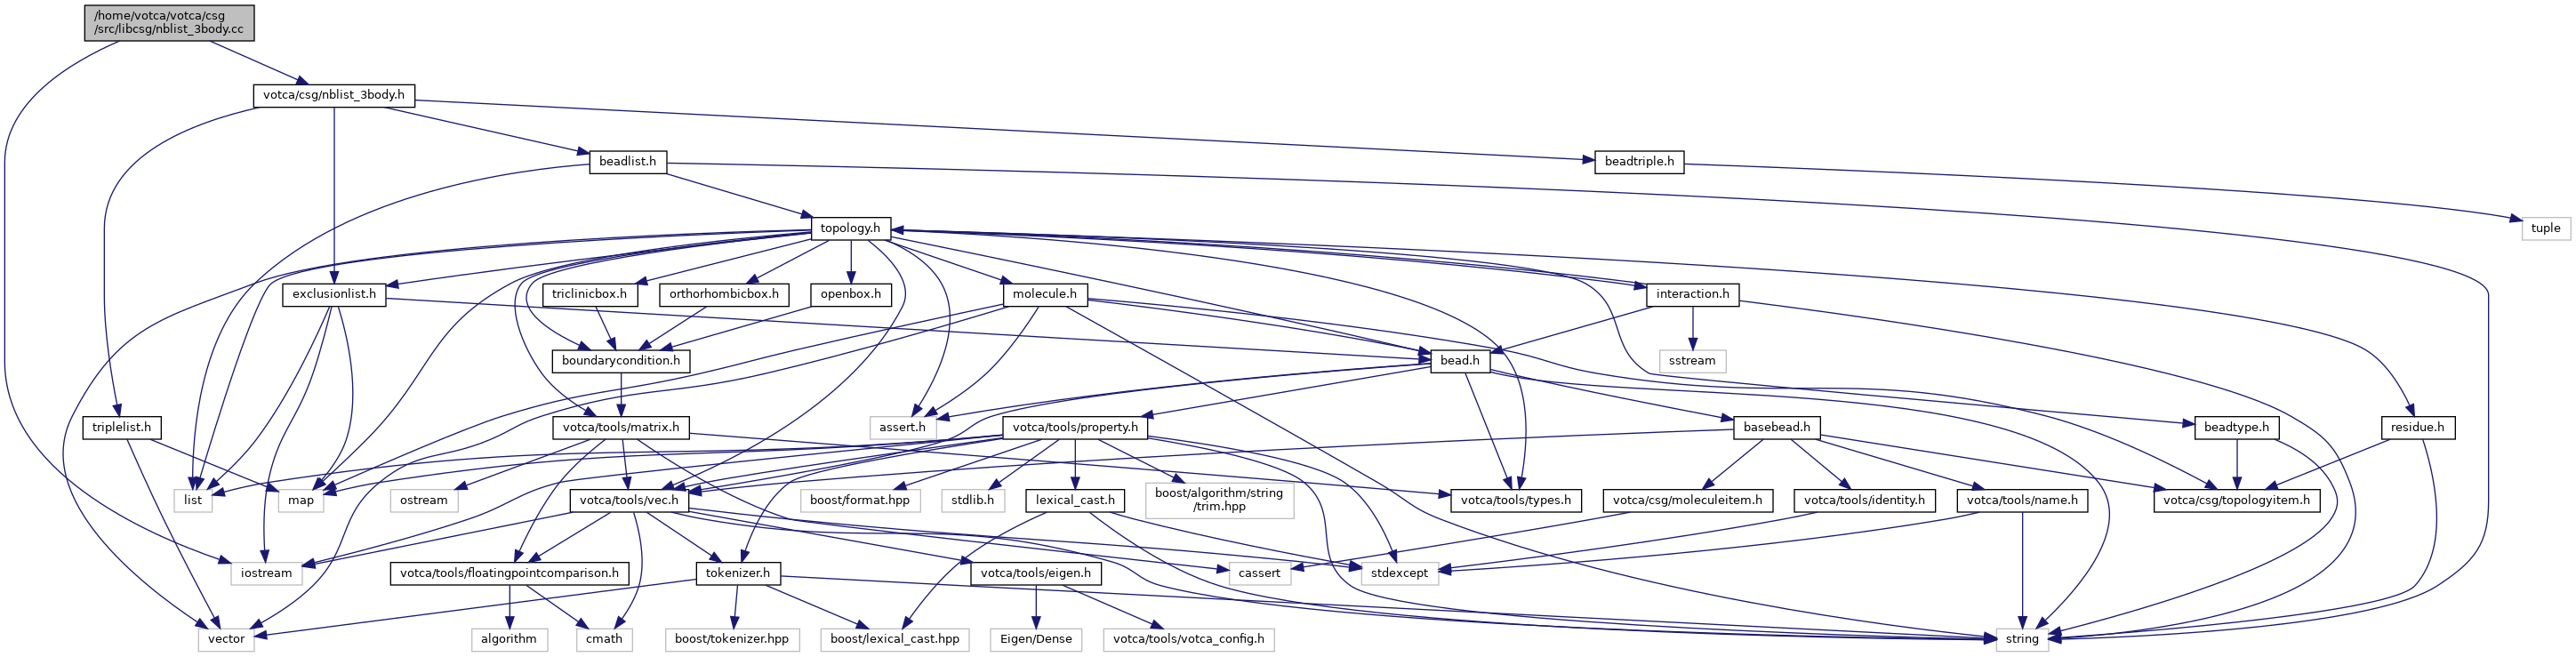 /home/votca/votca/csg
/src/libcsg/nblist_3body.cc
votca/csg/nblist_3body.h
beadlist.h
beadtriple.h
topology.h
tuple
exclusionlist.h
triclinicbox.h
orthorhombicbox.h
openbox.h
molecule.h
interaction.h
boundarycondition.h
bead.h
sstream
triplelist.h
votca/tools/matrix.h
assert.h
votca/tools/property.h
basebead.h
beadtype.h
residue.h
list
map
ostream
votca/tools/vec.h
boost/format.hpp
stdlib.h
lexical_cast.h
boost/algorithm/string
/trim.hpp
votca/tools/types.h
votca/csg/moleculeitem.h
votca/tools/identity.h
votca/tools/name.h
votca/csg/topologyitem.h
iostream
votca/tools/floatingpointcomparison.h
tokenizer.h
votca/tools/eigen.h
cassert
stdexcept
vector
algorithm
cmath
boost/tokenizer.hpp
boost/lexical_cast.hpp
Eigen/Dense
votca/tools/votca_config.h
string